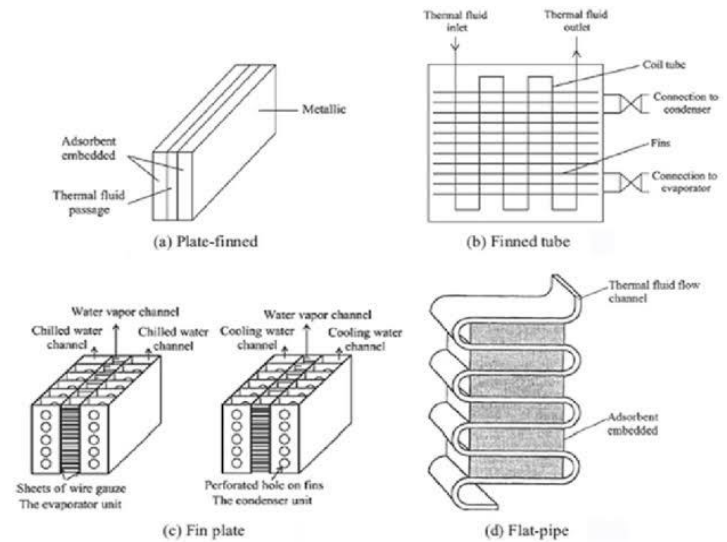 Metallic
Adsorbent
embedded
Thermal fluid
passage
(a) Plate-finned
Thermal fluid
inlet
Thermal fluid
outlet
Coil tube
Connection to
condenser
Fins
Connection to
evaporator
(b) Finned tube
Water vapor channel
Chilled water
channel
Chilled water
channel
Sheets of wire gauze
The evaporator unit
Water vapor channel
Cooling water
channel
Cooling water
channel
Perforated hole on fins
The condenser unit
(c) Fin plate
Thermal fluid flow
channel
Adsorbent
embedded
(d) Flat-pipe